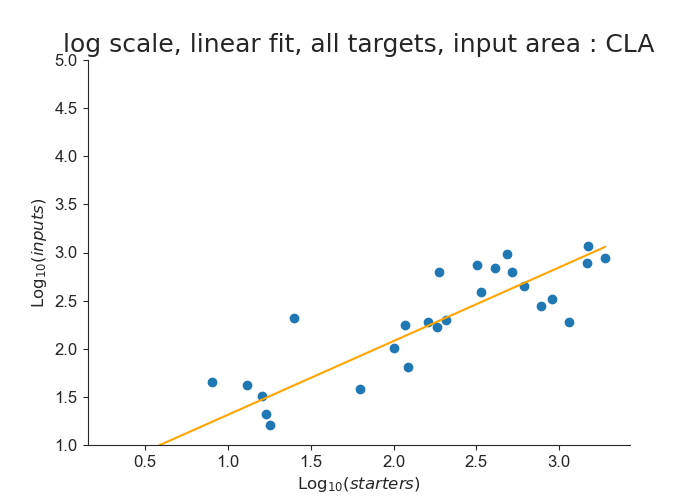 log scale, linear fit, all targets, input area : CLA
5.0
4.5
4.0
3.5
3.0
2.5
2.0
1.5
1.0
Log₁₀(inputs)
0.5 1.0 1.5 2.0 2.5 3.0
Log₁₀(starters)